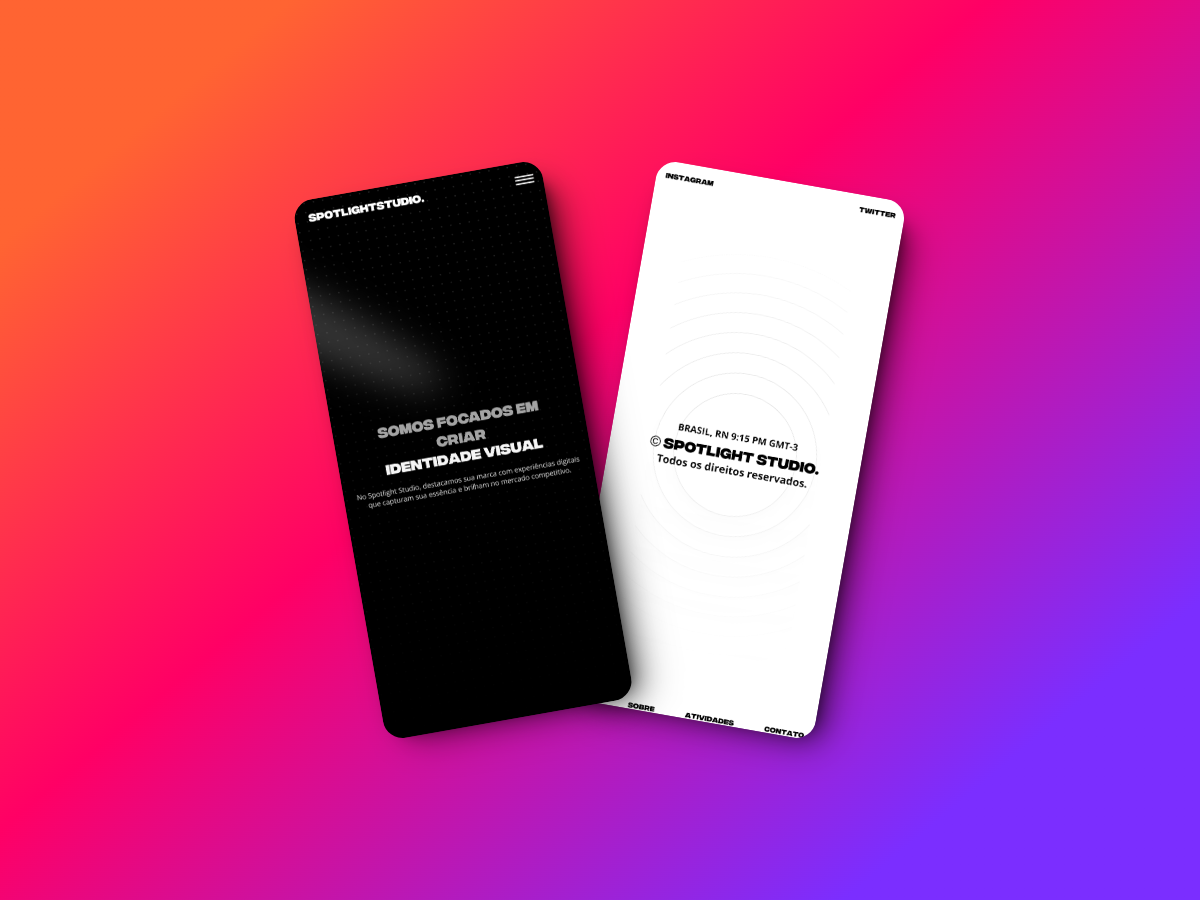 SPOTLIGHTSTUDIO.
SOMOS FOCADOS EM
CRIAR
IDENTIDADE VISUAL
No Spotlight Studio, destacamos sua marca com experiências digitais
que capturam sua essência e brilham no mercado competitivo.
INSTAGRAM
TWITTER
BRASIL, RN 9:15 PM GMT-3
© SPOTLIGHT STUDIO.
Todos os direitos reservados.
SOBRE
ATIVIDADES
CONTATO